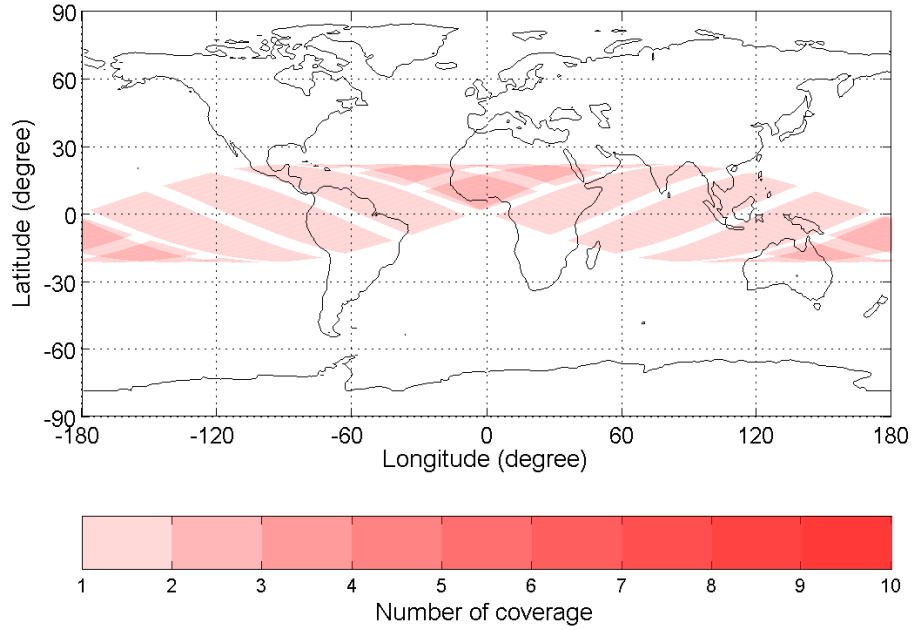 90
60
30
0
-30
-60
-90
Latitude (degree)
-180 -120 -60 0 60 120 180
Longitude (degree)
1 2 3 4 5 6 7 8 9 10
Number of coverage